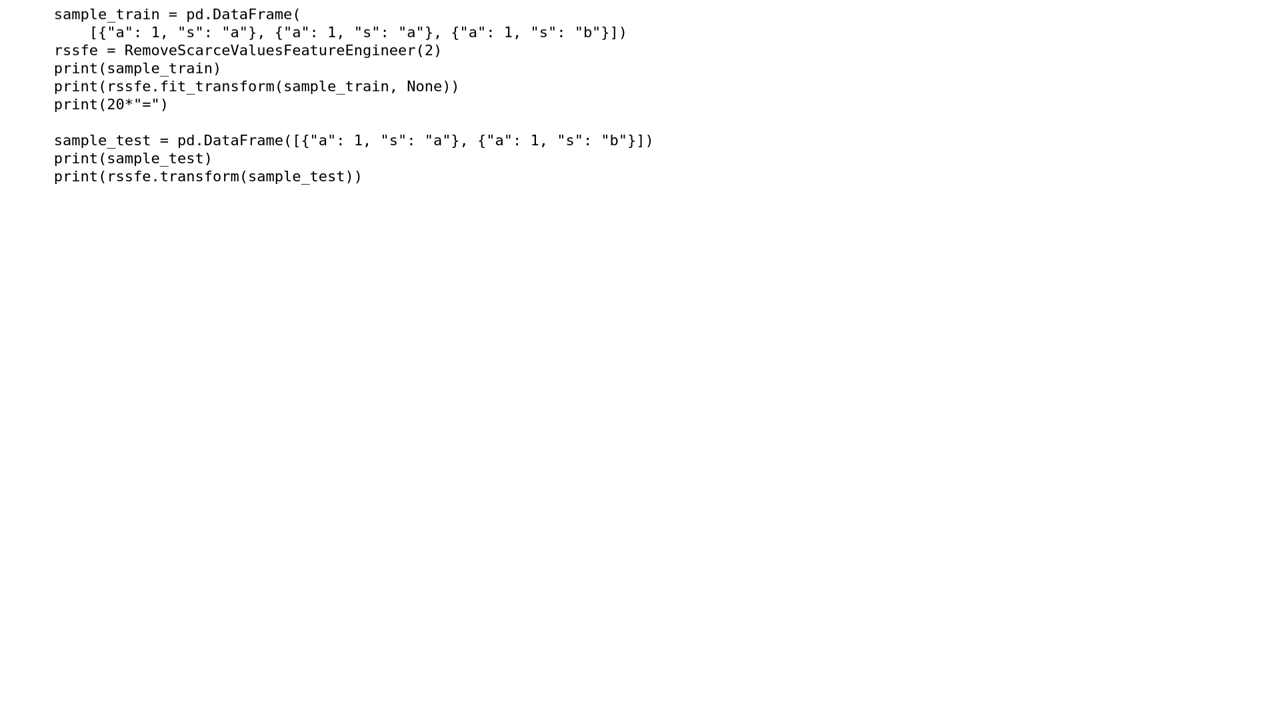 sample_train = pd.DataFrame(
    [{"a": 1, "s": "a"}, {"a": 1, "s": "a"}, {"a": 1, "s": "b"}])
rssfe = RemoveScarceValuesFeatureEngineer(2)
print(sample_train)
print(rssfe.fit_transform(sample_train, None))
print(20*"=")

sample_test = pd.DataFrame([{"a": 1, "s": "a"}, {"a": 1, "s": "b"}])
print(sample_test)
print(rssfe.transform(sample_test))